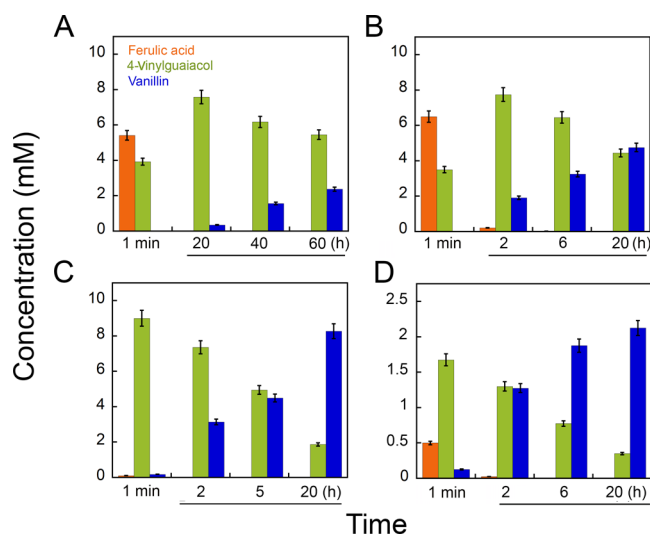 A
B
Ferulic acid
4-Vinylguaiacol
Vanillin
10
8
6
4
2
0
1 min 20 40 60 (h)
10
8
6
4
2
0
1 min 2 6 20 (h)
C
D
10
8
6
4
2
0
1 min 2 5 20 (h)
2.5
2
1.5
1
0.5
0
1 min 2 6 20 (h)
Concentration (mM)
Time